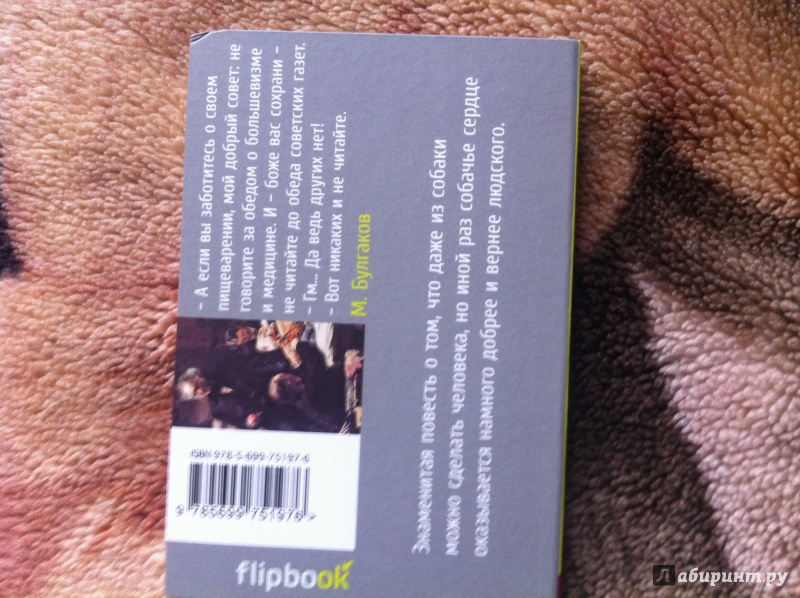 – А если вы заботитесь о своем
пищеварении, мой добрый совет: не
говорите за обедом о большевизме
и медицине. И – боже вас сохрани –
не читайте до обеда советских газет.
– Гм... Да ведь других нет!
– Вот никаких и не читайте.
М. Булгаков
Знаменитая повесть о том, что даже из собаки
можно сделать человека, но иной раз собачье сердце
оказывается намного добрее и вернее людского.
ISBN 978-5-699-75197-6
9 785699 751976 >
flipbook
Лабиринт.ру